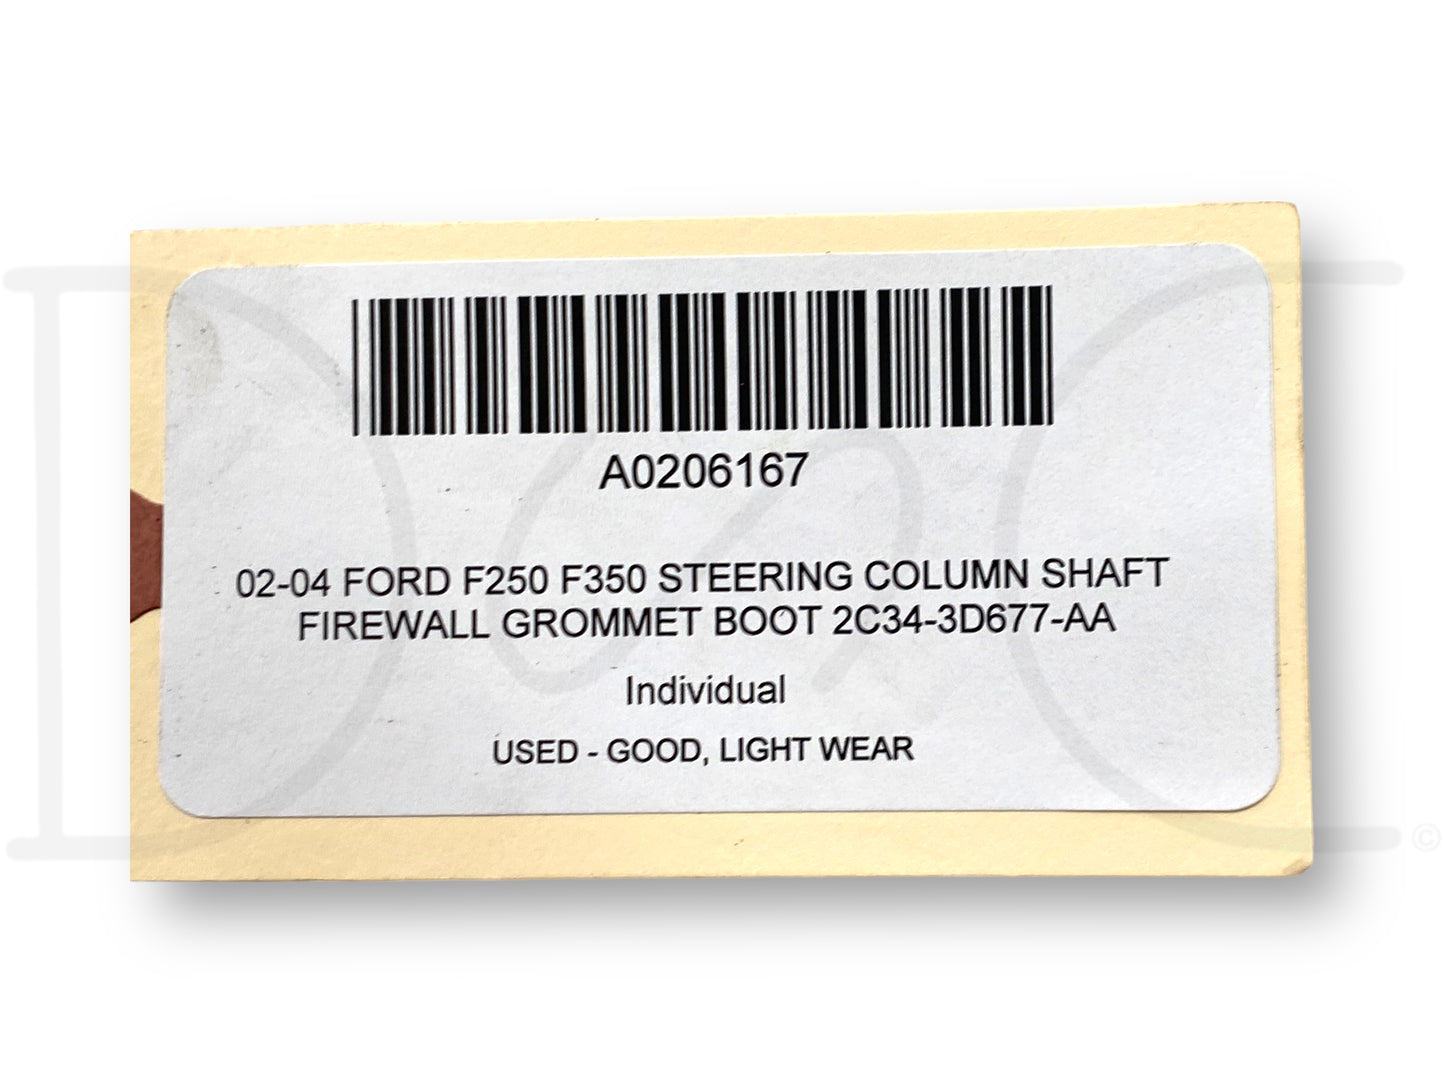 A0206167
02-04 FORD F250 F350 STEERING COLUMN SHAFT
FIREWALL GROMMET BOOT 2C34-3D677-AA
Individual
USED - GOOD, LIGHT WEAR
©